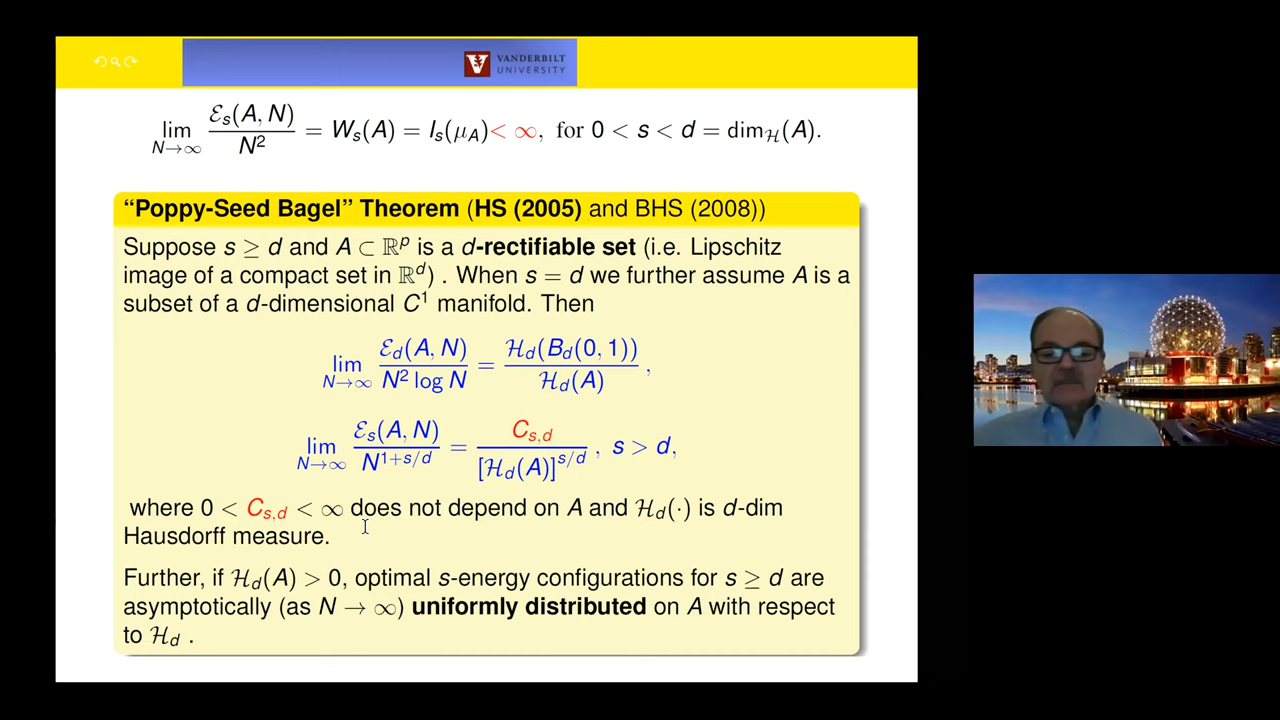 VANDERBILT
UNIVERSITY
lim_{N→∞} ℰ_s(A, N)/N² = W_s(A) = I_s(μ_A) < ∞, for 0 < s < d = dim_ℋ(A).
“Poppy-Seed Bagel” Theorem (HS (2005) and BHS (2008))
Suppose s ≥ d and A ⊂ ℝ^p is a d-rectifiable set (i.e. Lipschitz
image of a compact set in ℝ^d) . When s = d we further assume A is a
subset of a d-dimensional C¹ manifold. Then
lim_{N→∞} ℰ_d(A, N)/(N² log N) = ℋ_d(B_d(0, 1))/ℋ_d(A) ,
lim_{N→∞} ℰ_s(A, N)/N^{1+s/d} = C_{s,d}/[ℋ_d(A)]^{s/d} , s > d,
where 0 < C_{s,d} < ∞ does not depend on A and ℋ_d(·) is d-dim
Hausdorff measure.
Further, if ℋ_d(A) > 0, optimal s-energy configurations for s ≥ d are
asymptotically (as N → ∞) uniformly distributed on A with respect
to ℋ_d .